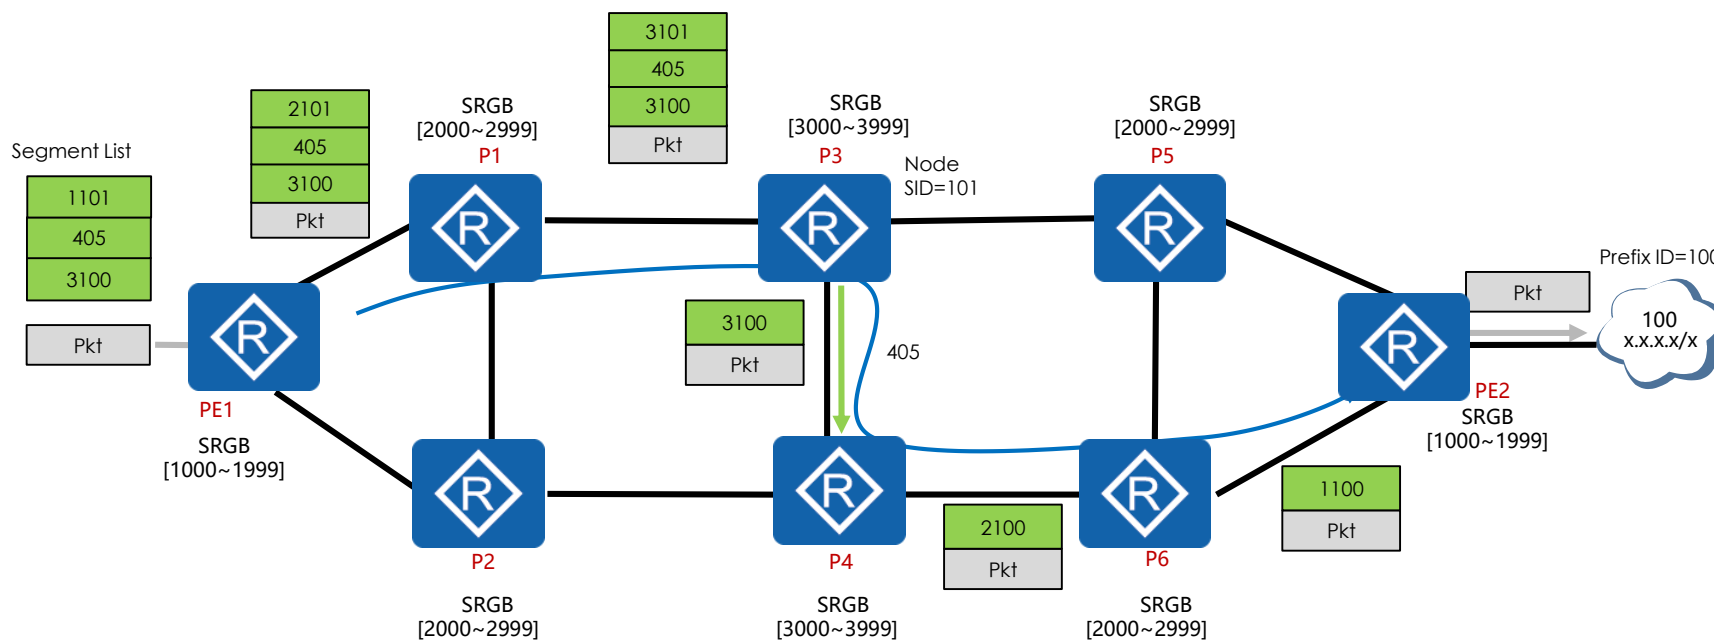 Segment List
1101
405
3100
Pkt
2101
405
3100
Pkt
3101
405
3100
Pkt
SRGB
[2000~2999]
P1
SRGB
[3000~3999]
P3
Node
SID=101
SRGB
[2000~2999]
P5
R
R
R
R
PE1
SRGB
[1000~1999]
3100
Pkt
405
R
PE2
SRGB
[1000~1999]
Pkt
Prefix ID=100
100
x.x.x.x/x
R
P2
SRGB
[2000~2999]
R
P4
SRGB
[3000~3999]
2100
Pkt
R
P6
SRGB
[2000~2999]
1100
Pkt